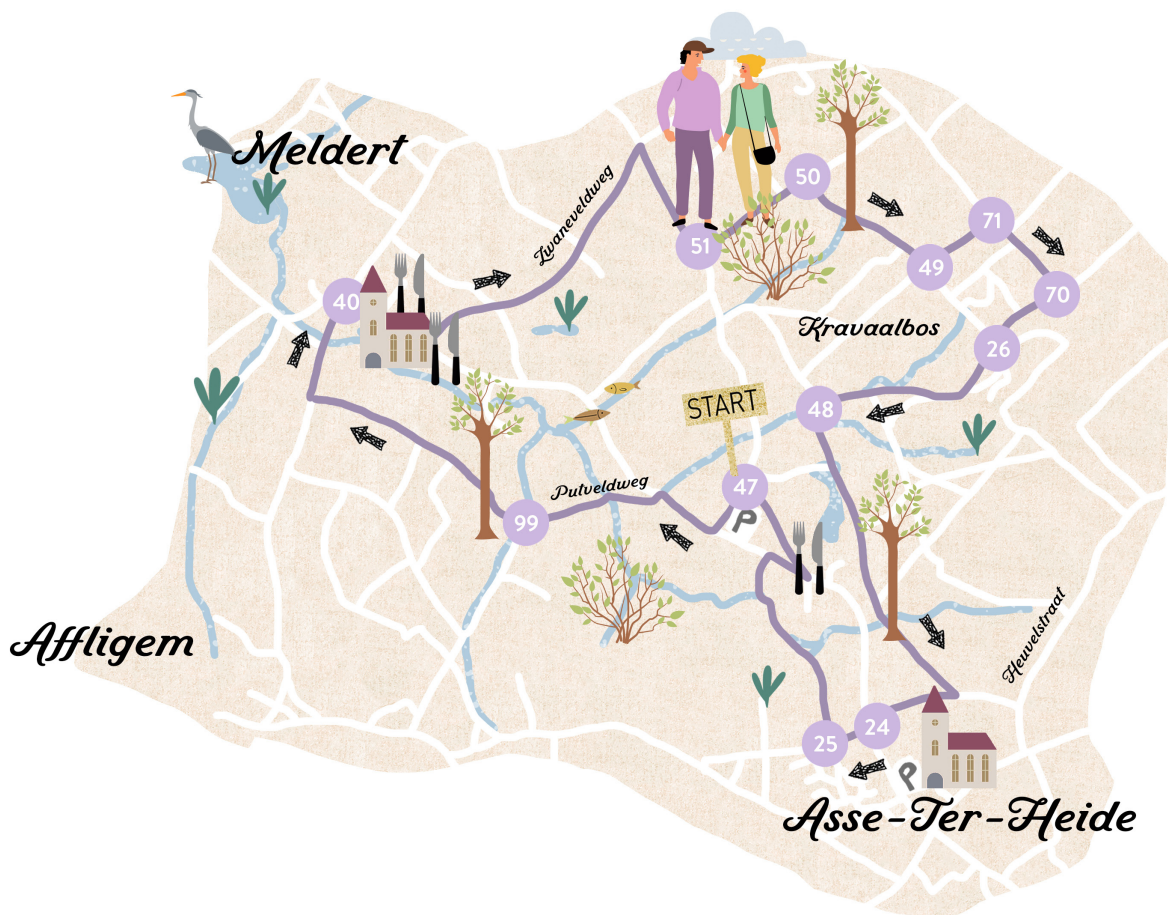 Meldert
Zwaneveldweg
50
51
71
49
40
70
Kravaalbos
26
START
48
47
Putveldweg
99
P
Heuvelstraat
Affligem
24
25
P
Asse-Ter-Heide